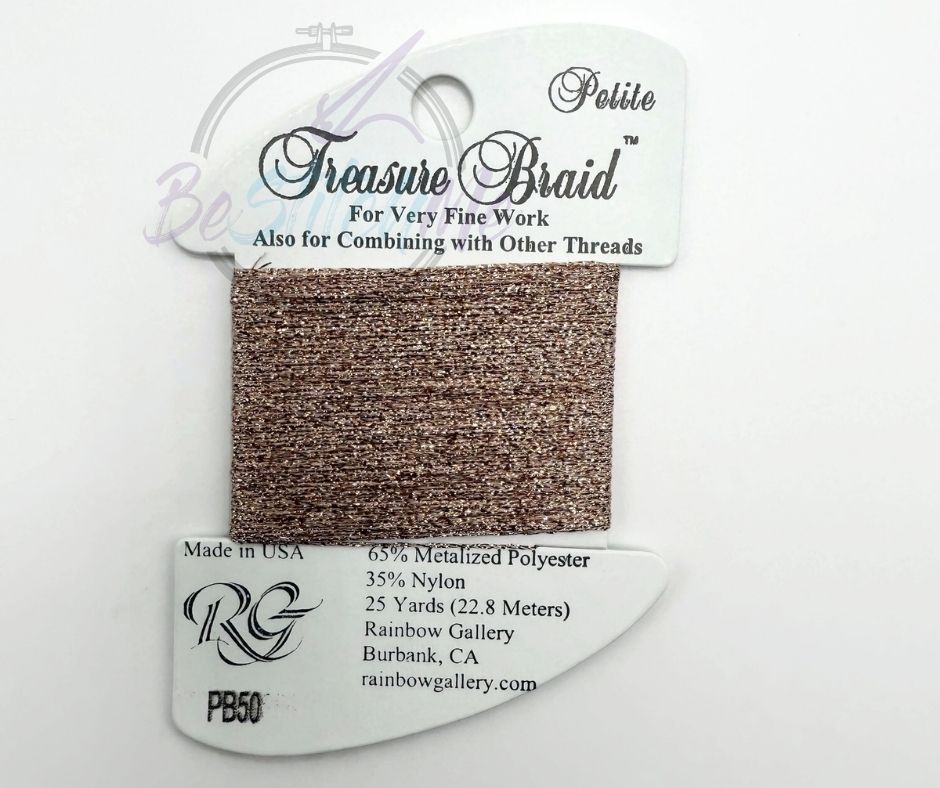 Petite
Treasure Braid™
For Very Fine Work
Also for Combining with Other Threads
BeStitchMe
Made in USA
65% Metalized Polyester
35% Nylon
25 Yards (22.8 Meters)
Rainbow Gallery
Burbank, CA
rainbowgallery.com
RG
PB50